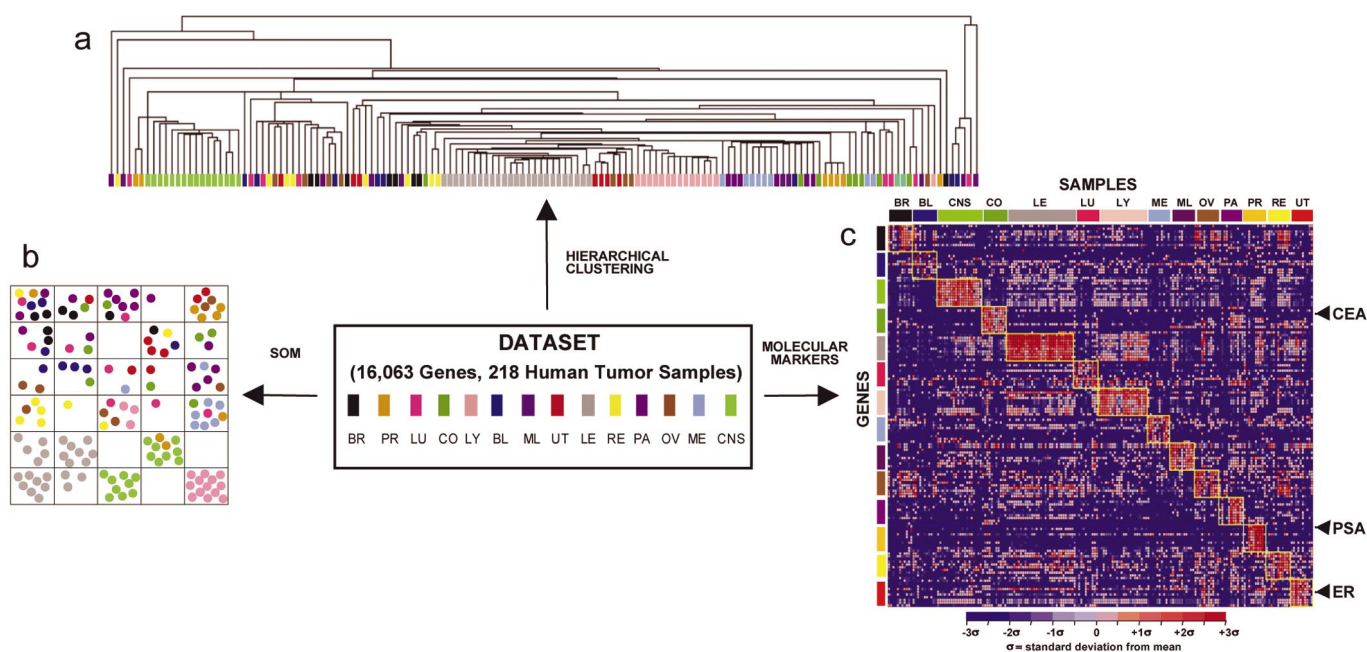 a
SAMPLES
BR BL CNS CO LE LU LY ME ML OV PA PR RE UT
c
b
HIERARCHICAL
CLUSTERING
CEA
SOM
DATASET
(16,063 Genes, 218 Human Tumor Samples)
BR PR LU CO LY BL ML UT LE RE PA OV ME CNS
MOLECULAR
MARKERS
GENES
PSA
ER
-3σ -2σ -1σ 0 +1σ +2σ +3σ
σ = standard deviation from mean